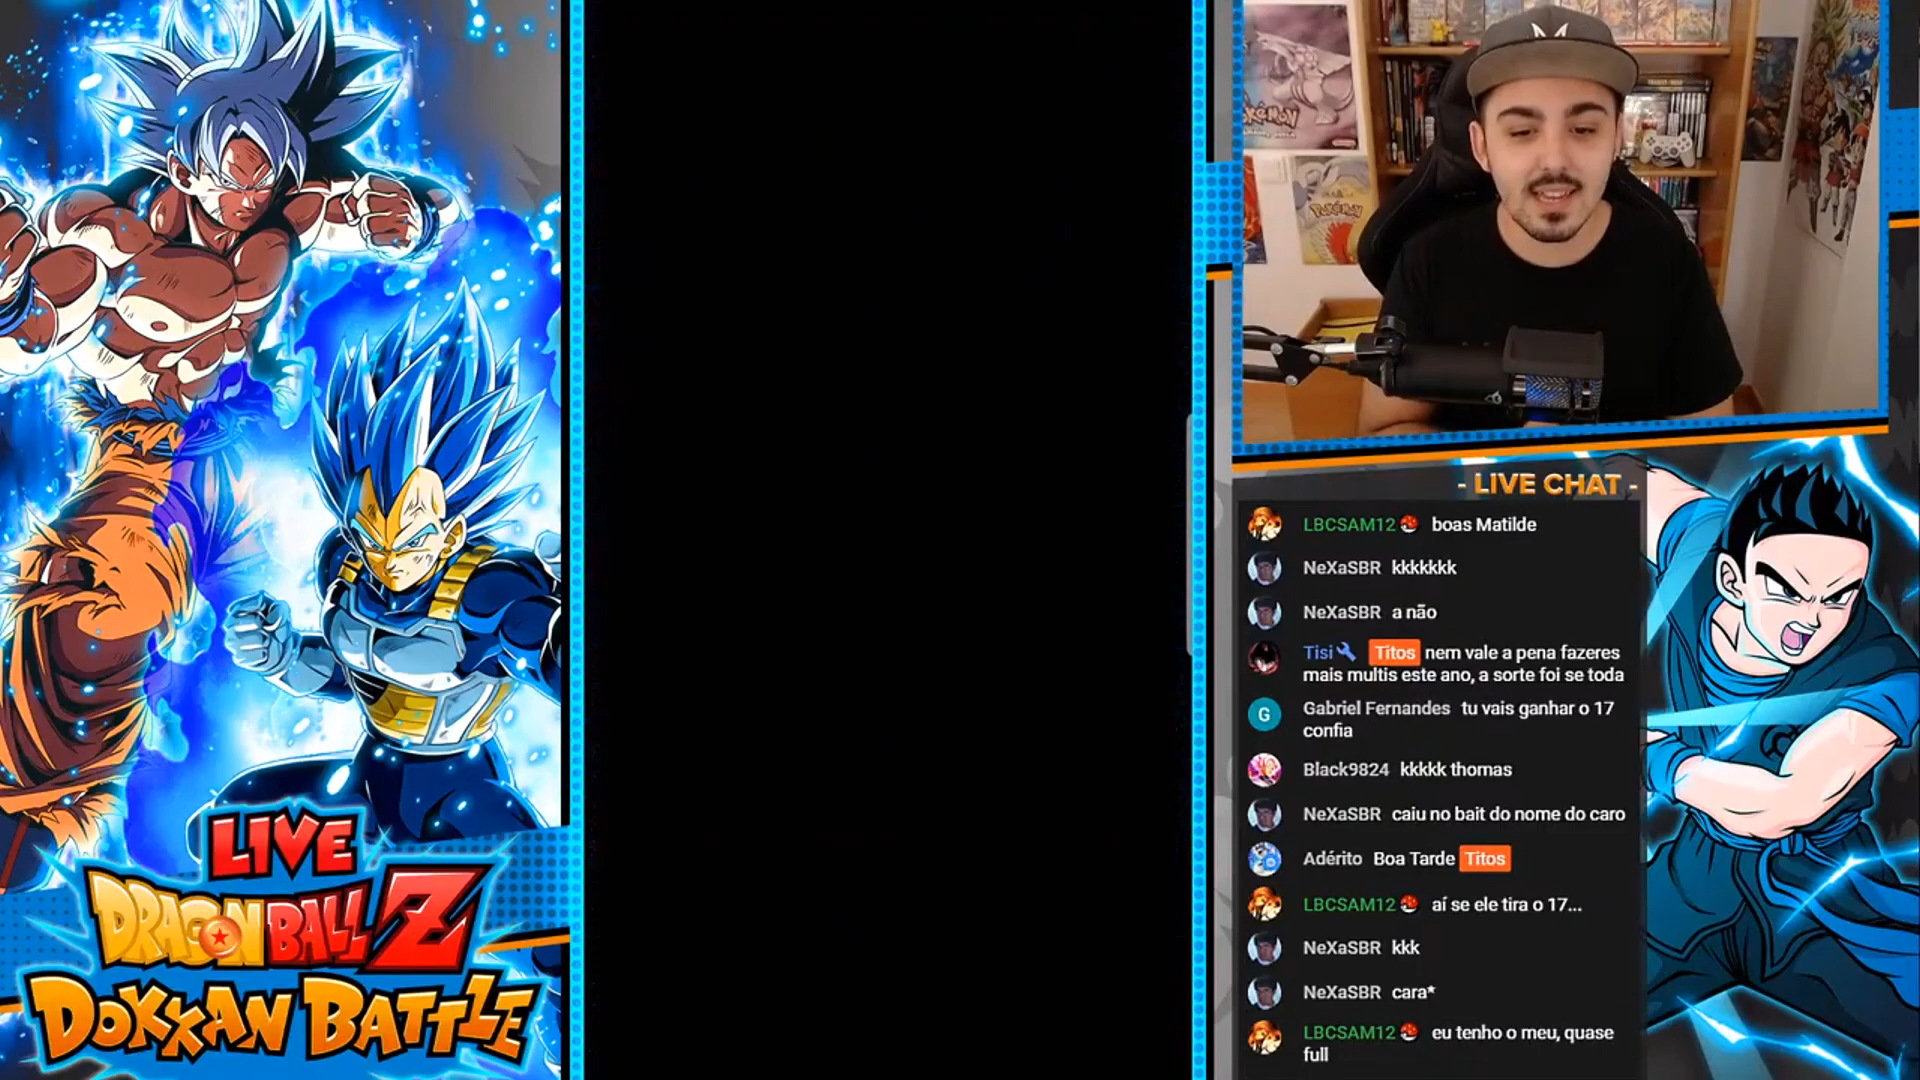 LIVE
DRAGON BALL Z
DOKKAN BATTLE
POKÉMON
- LIVE CHAT -
LBCSAM12 boas Matilde
NeXaSBR kkkkkkk
NeXaSBR a não
Tisi Titos nem vale a pena fazeres
mais multis este ano, a sorte foi se toda
G Gabriel Fernandes tu vais ganhar o 17
confia
Black9824 kkkkk thomas
NeXaSBR caiu no bait do nome do caro
Adérito Boa Tarde Titos
LBCSAM12 aí se ele tira o 17...
NeXaSBR kkk
NeXaSBR cara*
LBCSAM12 eu tenho o meu, quase
full